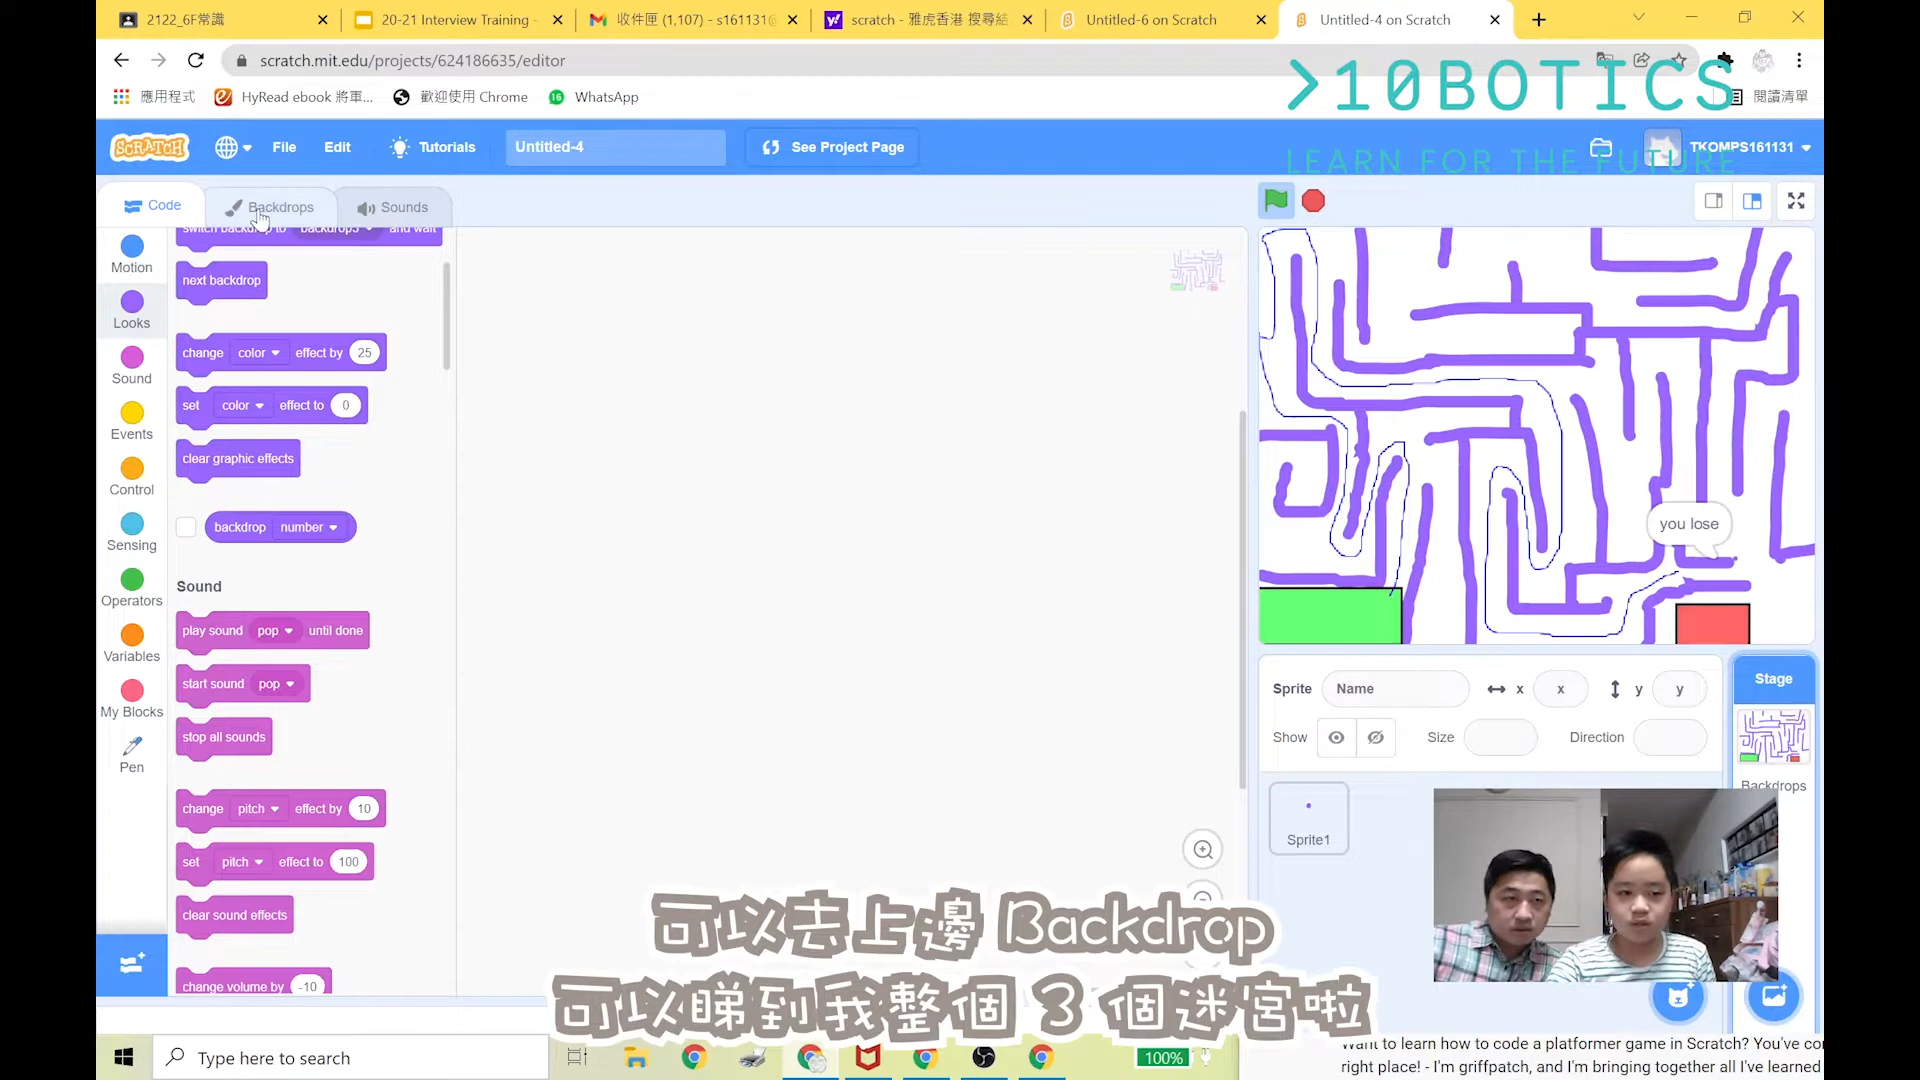 2122_6F常識
20-21 Interview Training -
收件匣 (1,107) - s161131@
scratch - 雅虎香港 搜尋結
Untitled-6 on Scratch
Untitled-4 on Scratch
scratch.mit.edu/projects/624186635/editor
應用程式
HyRead ebook 將軍...
歡迎使用 Chrome
WhatsApp
閱讀清單
>10BOTICS
LEARN FOR THE FUTURE
SCRATCH
File
Edit
Tutorials
Untitled-4
See Project Page
TKOMPS161131
Code
Backdrops
Sounds
Motion
Looks
Sound
Events
Control
Sensing
Operators
Variables
My Blocks
Pen
switch backdrop to backdrop3 and wait
next backdrop
change color effect by 25
set color effect to 0
clear graphic effects
backdrop number
Sound
play sound pop until done
start sound pop
stop all sounds
change pitch effect by 10
set pitch effect to 100
clear sound effects
change volume by -10
you lose
Sprite
Name
x
x
y
y
Show
Size
Direction
Stage
Backdrops
Sprite1
可以去上邊 Backdrop
可以睇到我整個 3 個迷宮啦
Type here to search
16
100%
Want to learn how to code a platformer game in Scratch? You've co
right place! - I'm griffpatch, and I'm bringing together all I've learned